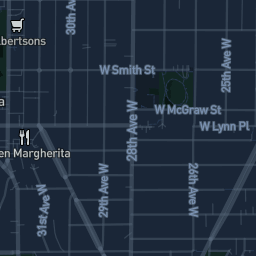 30th Ave W
lbertsons
W Smith St
25th Ave W
a
W McGraw St
28th Ave W
W Lynn Pl
en Margherita
31st Ave W
29th Ave W
26th Ave W